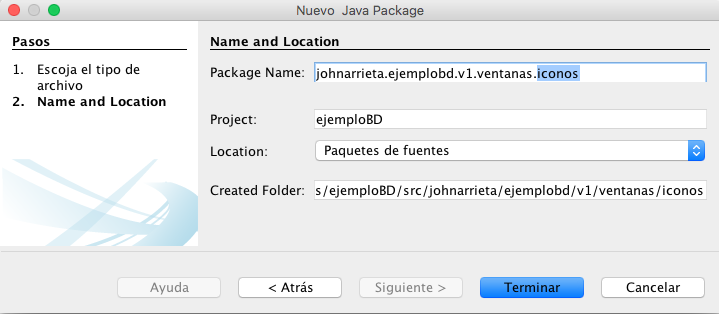 Nuevo  Java Package
Pasos
1. Escoja el tipo de
archivo
2. Name and Location
Name and Location
Package Name: johnarrieta.ejemplobd.v1.ventanas.iconos
Project: ejemploBD
Location: Paquetes de fuentes
Created Folder: s/ejemploBD/src/johnarrieta/ejemplobd/v1/ventanas/iconos
Ayuda
< Atrás
Siguiente >
Terminar
Cancelar